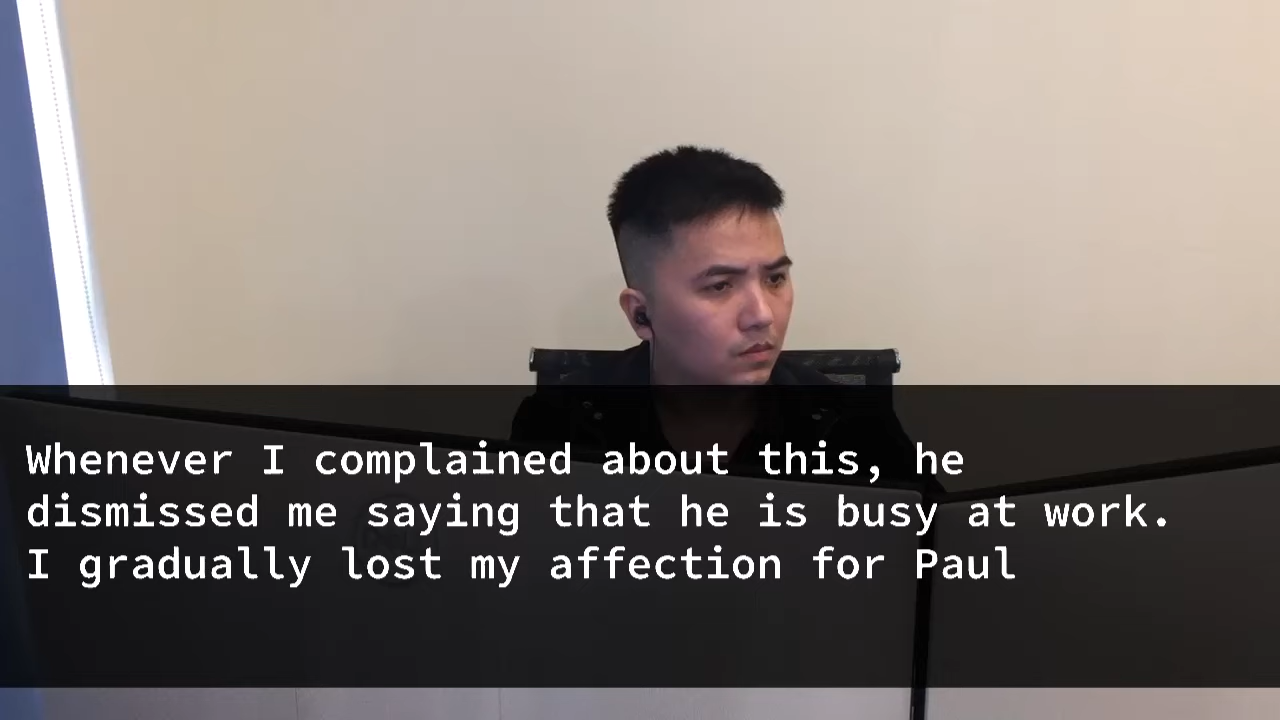 Whenever I complained about this, he
dismissed me saying that he is busy at work.
I gradually lost my affection for Paul